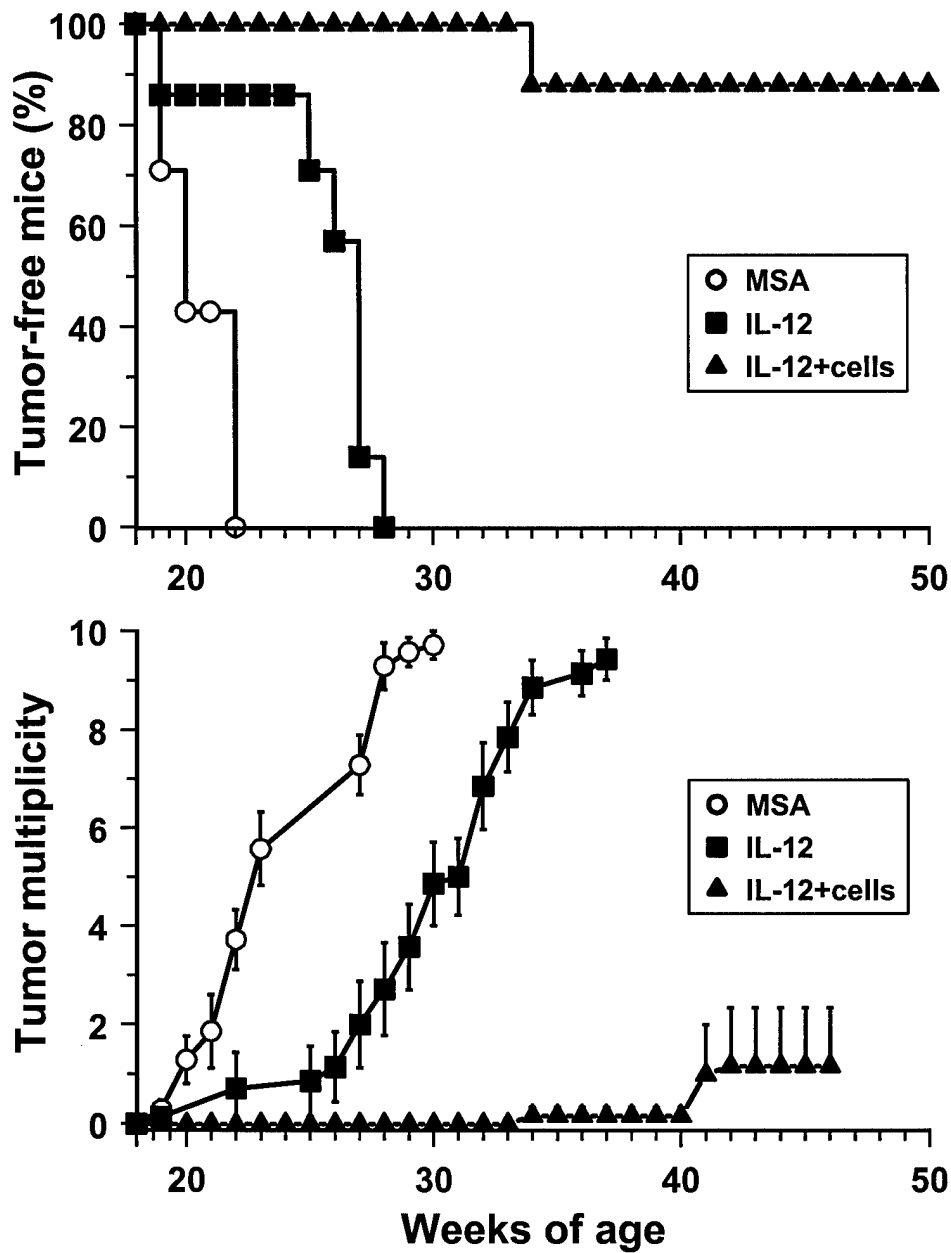 Tumor-free mice (%)
100
80
60
40
20
0
MSA
IL-12
IL-12+cells
20 30 40 50
Tumor multiplicity
10
8
6
4
2
0
MSA
IL-12
IL-12+cells
20 30 40 50
Weeks of age